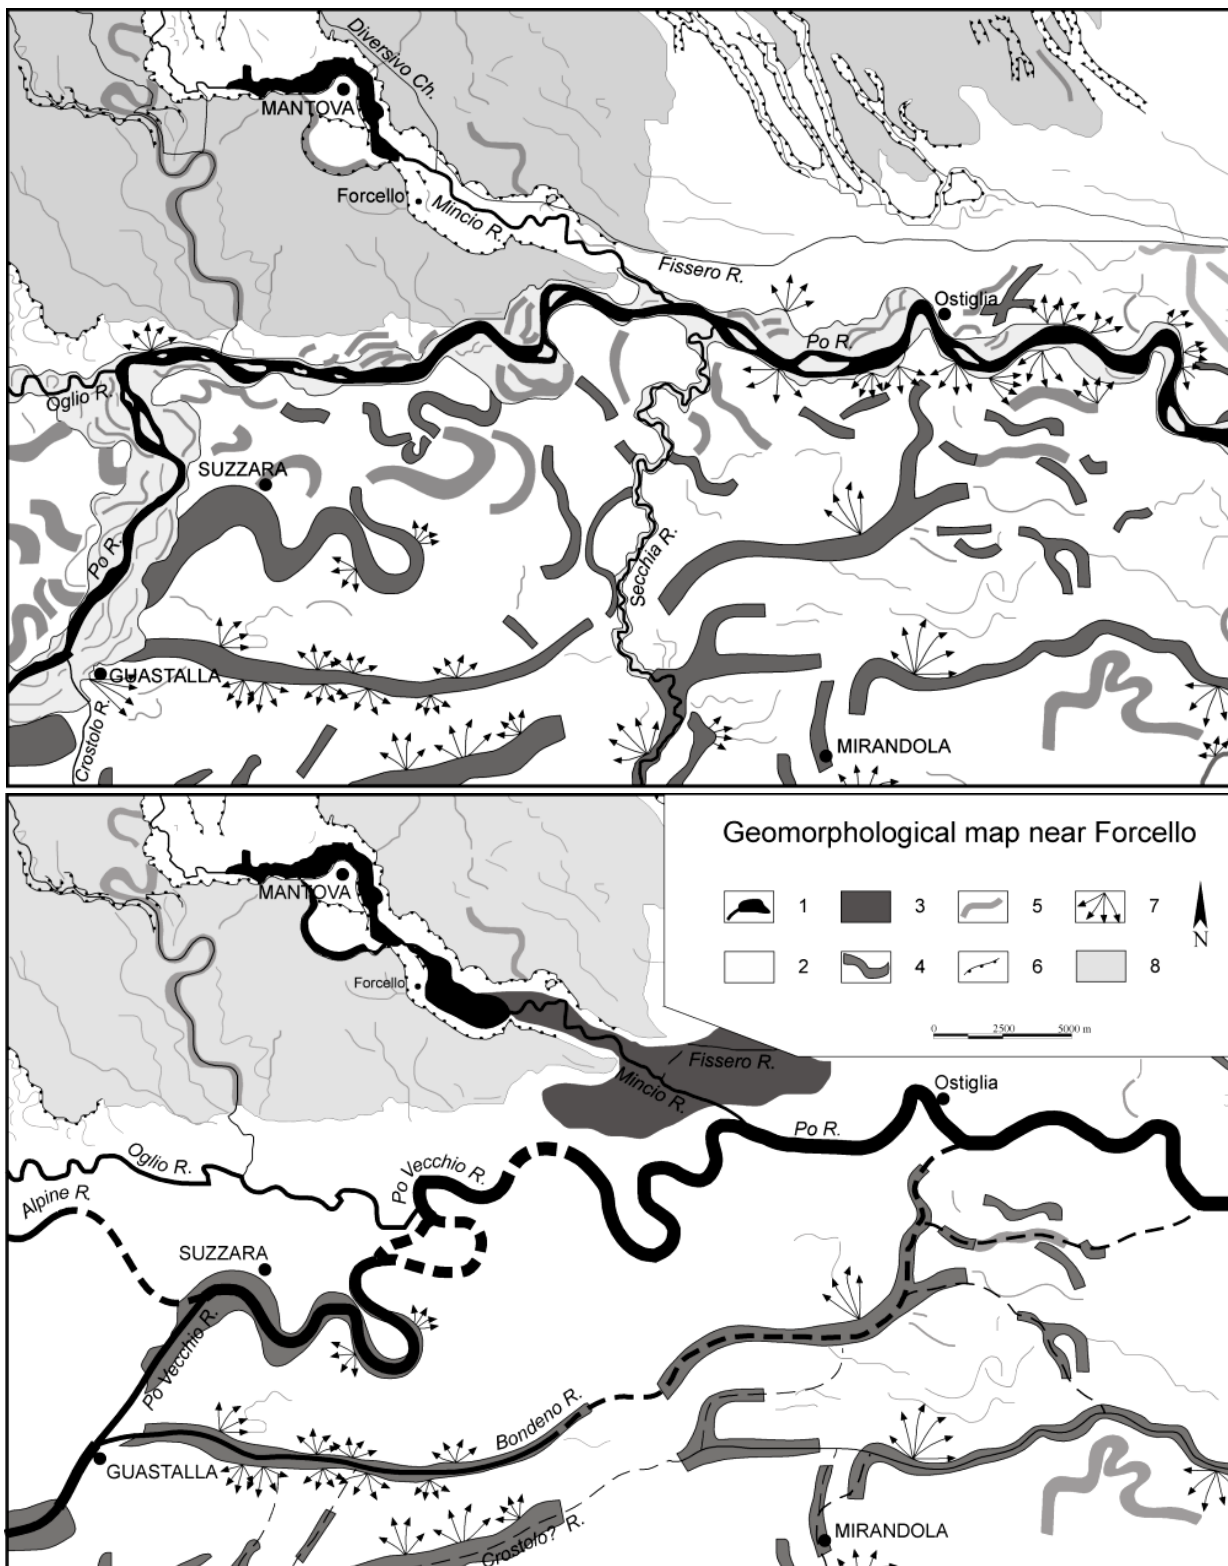 Diversivo Ch.
MANTOVA
Forcello
Mincio R.
Fissero R.
Ostiglia
Po R.
Oglio R.
SUZZARA
Po R.
Secchia R.
GUASTALLA
Crostolo R.
MIRANDOLA
Geomorphological map near Forcello
1 3 5 7
N
2 4 6 8
0 2500 5000 m
MANTOVA
Forcello
Fissero R.
Mincio R.
Ostiglia
Po R.
Oglio R.
Po Vecchio R.
Alpine R.
SUZZARA
Po Vecchio R.
Bondeno R.
GUASTALLA
Crostolo? R.
MIRANDOLA